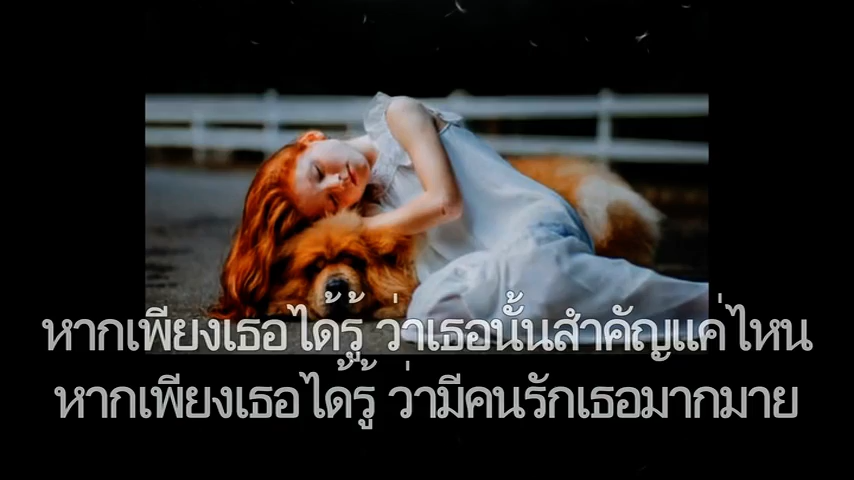 หากเพียงเธอได้รู้ ว่าเธอนั้นสำคัญแค่ไหน
หากเพียงเธอได้รู้ ว่ามีคนรักเธอมากมาย